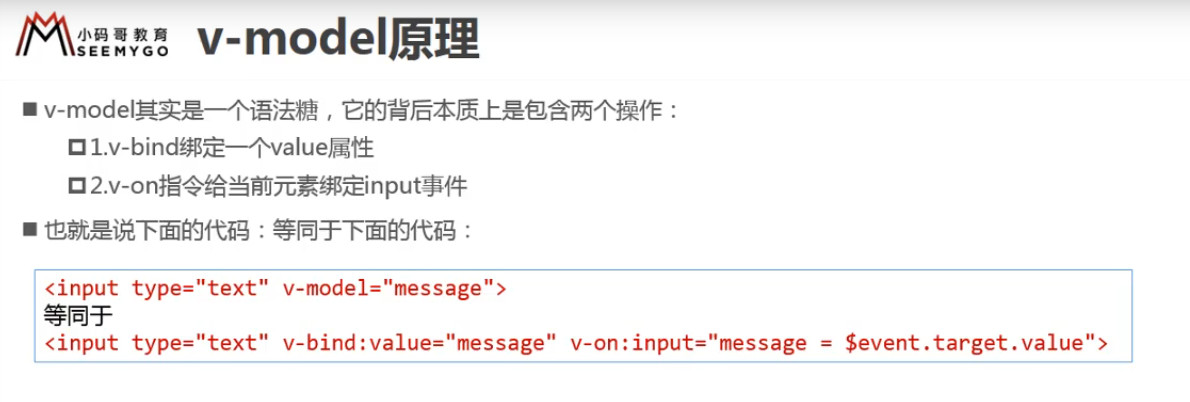 小码哥教育
SEEMYGO
v-model原理
v-model其实是一个语法糖，它的背后本质上是包含两个操作：
1.v-bind绑定一个value属性
2.v-on指令给当前元素绑定input事件
也就是说下面的代码：等同于下面的代码：
<input type="text" v-model="message">
等同于
<input type="text" v-bind:value="message" v-on:input="message = $event.target.value">